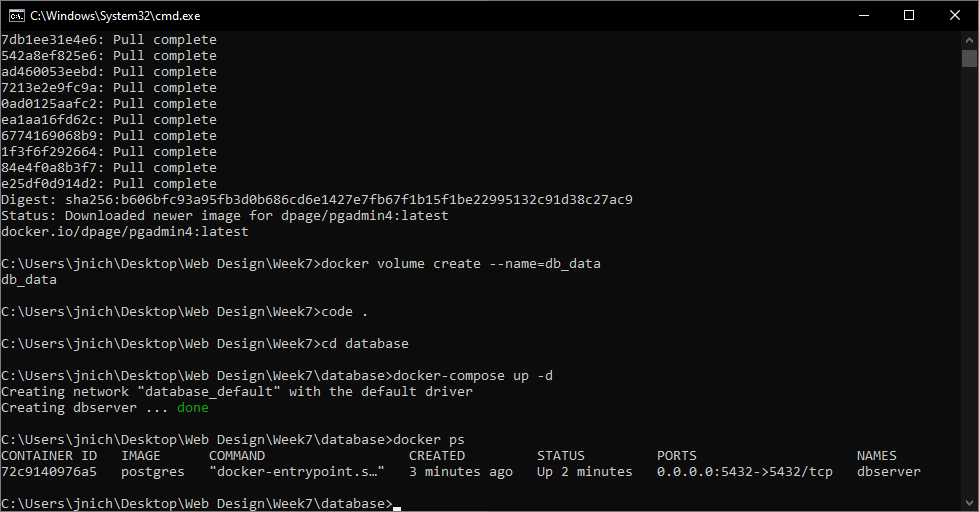 C:\Windows\System32\cmd.exe
7db1ee31e4e6: Pull complete
542a8ef825e6: Pull complete
ad460053eebd: Pull complete
7213e2e9fc9a: Pull complete
0ad0125aafc2: Pull complete
ea1aa16fd62c: Pull complete
6774169068b9: Pull complete
1f3f6f292664: Pull complete
84e4f0a8b3f7: Pull complete
e25df0d914d2: Pull complete
Digest: sha256:b606bfc93a95fb3d0b686cd6e1427e7fb67f1b15f1be22995132c91d38c27ac9
Status: Downloaded newer image for dpage/pgadmin4:latest
docker.io/dpage/pgadmin4:latest
C:\Users\jnich\Desktop\Web Design\Week7>docker volume create --name=db_data
db_data
C:\Users\jnich\Desktop\Web Design\Week7>code .
C:\Users\jnich\Desktop\Web Design\Week7>cd database
C:\Users\jnich\Desktop\Web Design\Week7\database>docker-compose up -d
Creating network "database_default" with the default driver
Creating dbserver ... done
C:\Users\jnich\Desktop\Web Design\Week7\database>docker ps
CONTAINER ID   IMAGE      COMMAND                  CREATED         STATUS         PORTS                    NAMES
72c9140976a5   postgres   "docker-entrypoint.s…"   3 minutes ago   Up 2 minutes   0.0.0.0:5432->5432/tcp   dbserver
C:\Users\jnich\Desktop\Web Design\Week7\database>